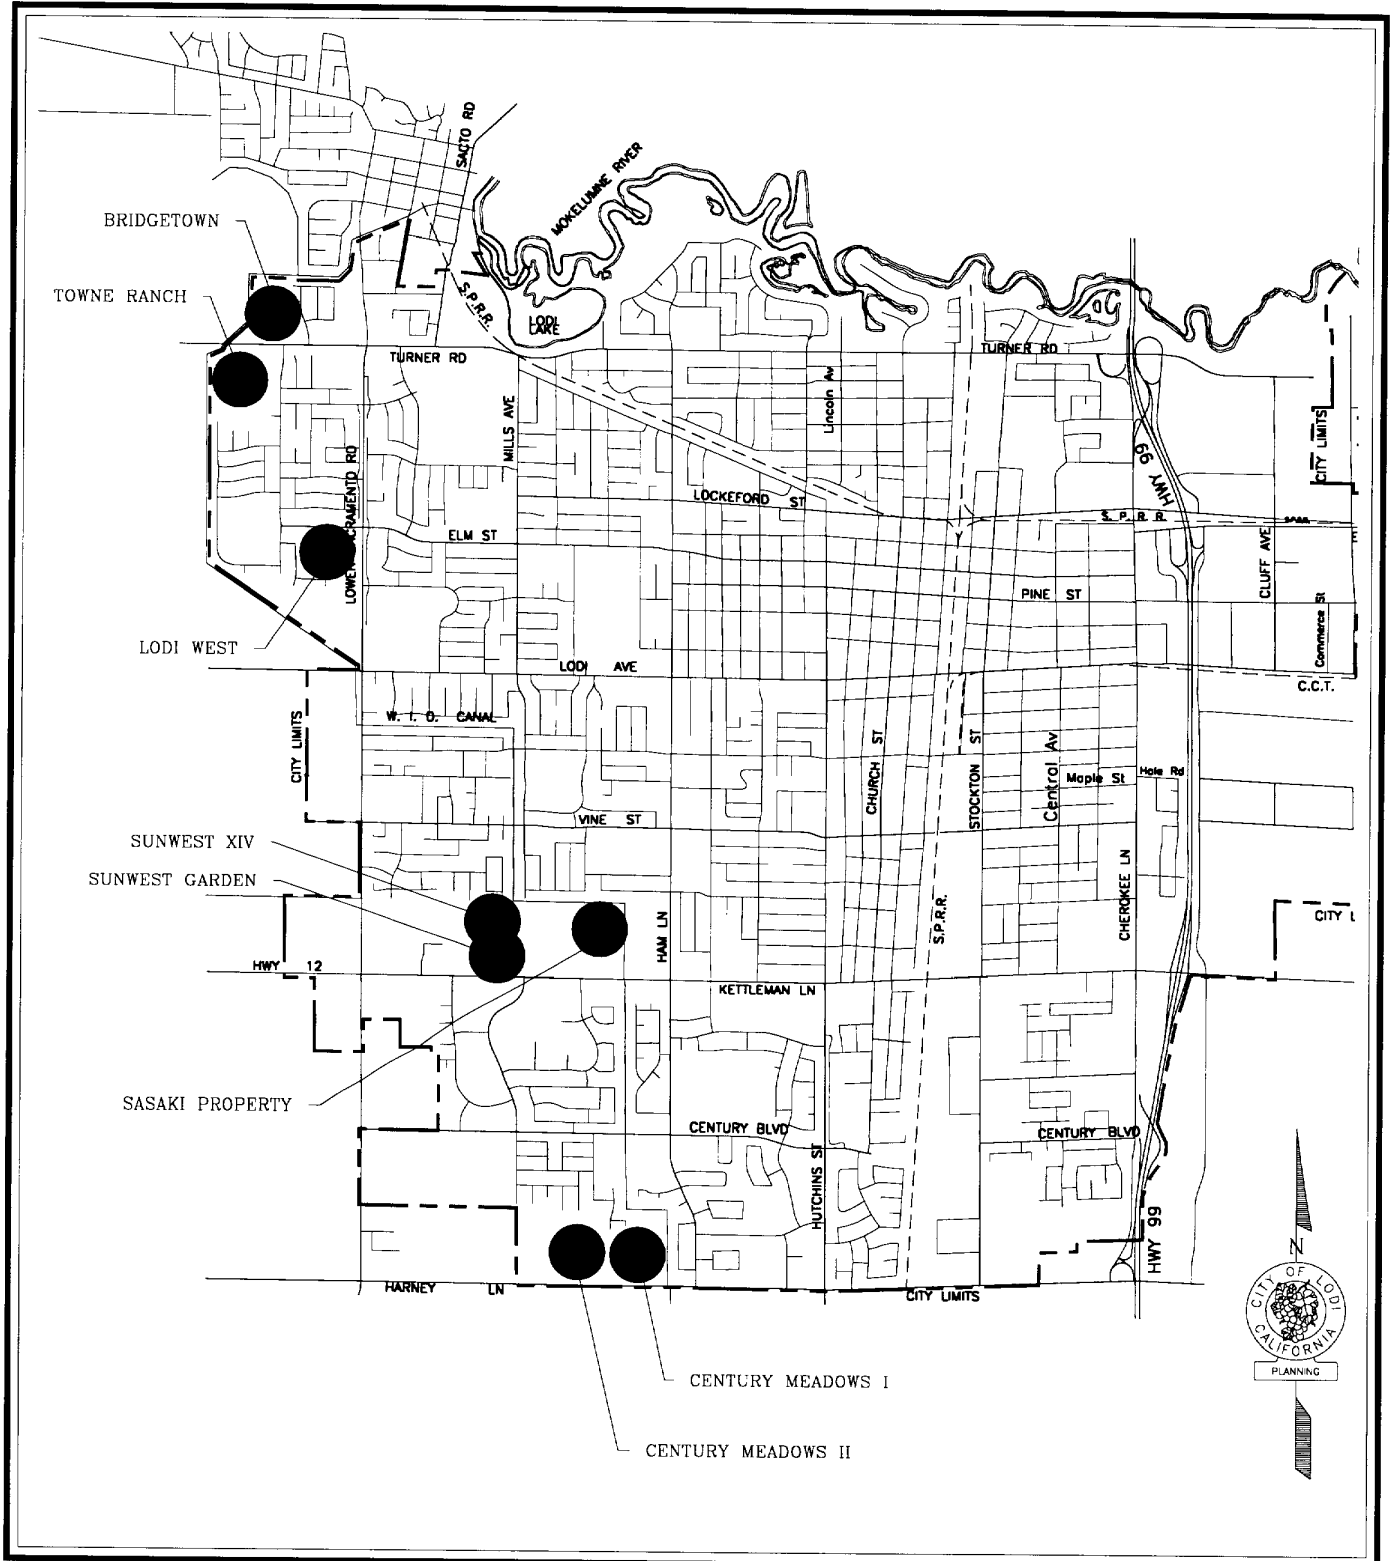 SACTO RD
MOKELUMNE RIVER
BRIDGETOWN
TOWNE RANCH
S.P.R.R.
LODI
LAKE
TURNER RD
TURNER RD
Lincoln Av
MILLS AVE
HWY 99
CITY LIMITS
LOWER SACRAMENTO RD
LOCKEFORD ST
S. P. R. R.
ELM ST
CLUFF AVE
PINE ST
Commerce St
LODI WEST
LODI AVE
C.C.T.
W. I. D. CANAL
CITY LIMITS
CHURCH ST
STOCKTON ST
Central Av
Maple St
Hale Rd
VINE ST
SUNWEST XIV
SUNWEST GARDEN
CHEROKEE LN
HAM LN
S.P.R.R.
CITY L
HWY 12
KETTLEMAN LN
SASAKI PROPERTY
CENTURY BLVD
CENTURY BLVD
HUTCHINS ST
HWY 99
HARNEY LN
CITY LIMITS
N
CITY OF LODI
CALIFORNIA
PLANNING
CENTURY MEADOWS I
CENTURY MEADOWS II